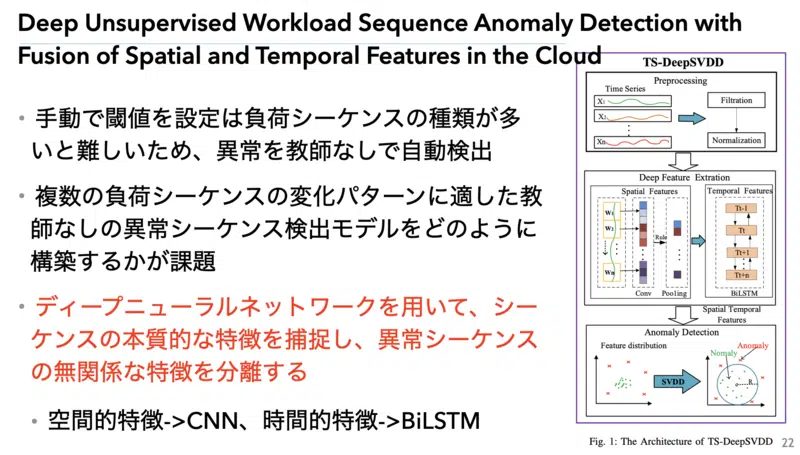 Deep Unsupervised Workload Sequence Anomaly Detection with
Fusion of Spatial and Temporal Features in the Cloud
• 手動で閾値を設定は負荷シーケンスの種類が多
いと難しいため、異常を教師なしで自動検出
• 複数の負荷シーケンスの変化パターンに適した教
師なしの異常シーケンス検出モデルをどのように
構築するかが課題
• ディープニューラルネットワークを用いて、シー
ケンスの本質的な特徴を捕捉し、異常シーケンス
の無関係な特徴を分離する
• 空間的特徴->CNN、時間的特徴->BiLSTM
TS-DeepSVDD
Preprocessing
Time Series
X1
X2
Xn
Filtration
Normalization
Deep Feature Extration
Spatial Features
Temporal Features
W1
W2
Wn
Relu
Conv
Pooling
Tt-1
Tt
Tt+1
Tt+n
BiLSTM
Spatial Temporal
Features
Anomaly Detection
Feature distribution
SVDD
Nomaly
Anomaly
R
Fig. 1: The Architecture of TS-DeepSVDD
22